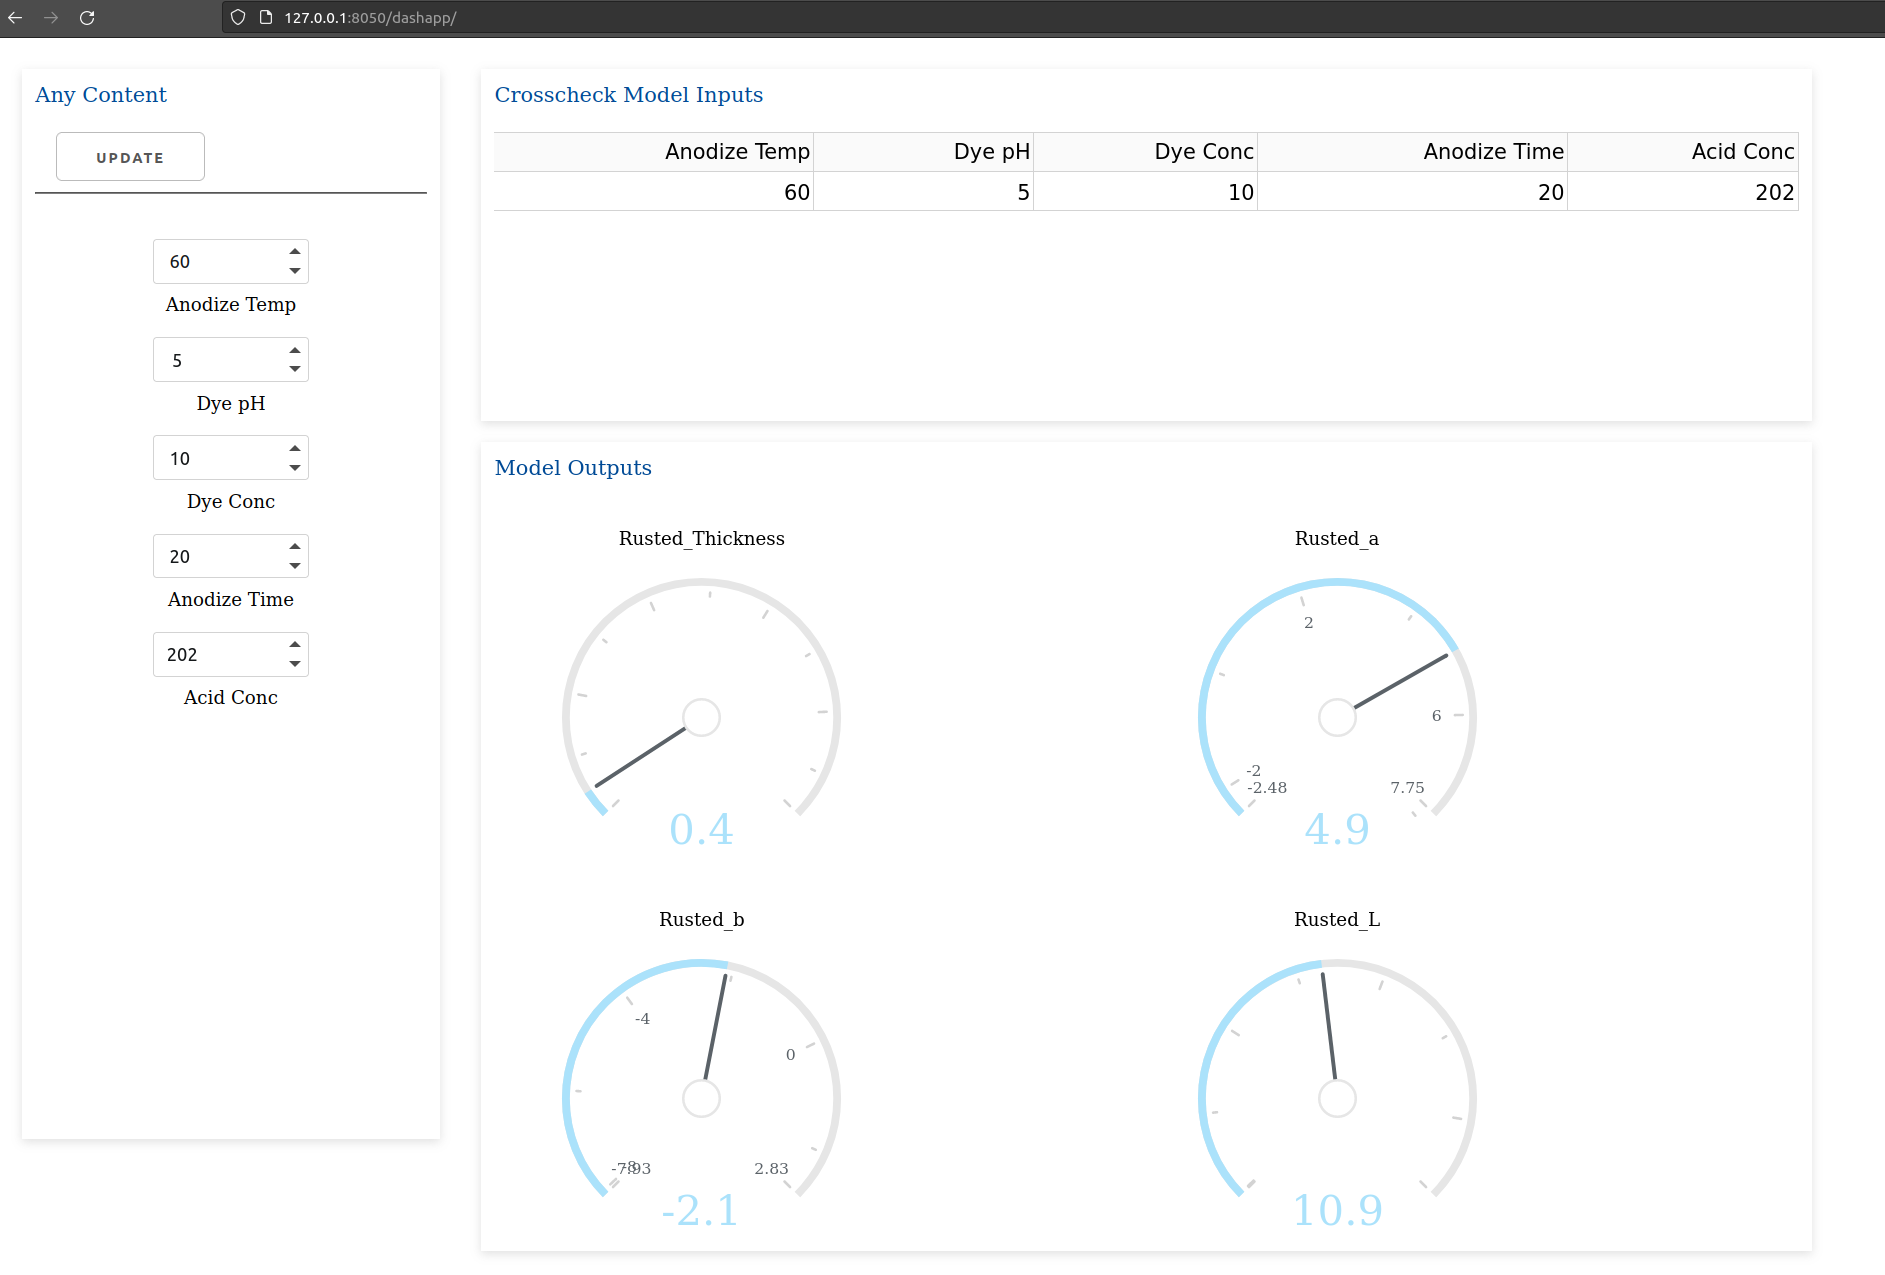 127.0.0.1:8050/dashapp/
Any Content
UPDATE
60
Anodize Temp
5
Dye pH
10
Dye Conc
20
Anodize Time
202
Acid Conc
Crosscheck Model Inputs
Anodize Temp Dye pH Dye Conc Anodize Time Acid Conc
60 5 10 20 202
Model Outputs
Rusted_Thickness
0.4
Rusted_a
2
6
-2
-2.48 7.75
4.9
Rusted_b
-4
0
-8
-7.93 2.83
-2.1
Rusted_L
10.9